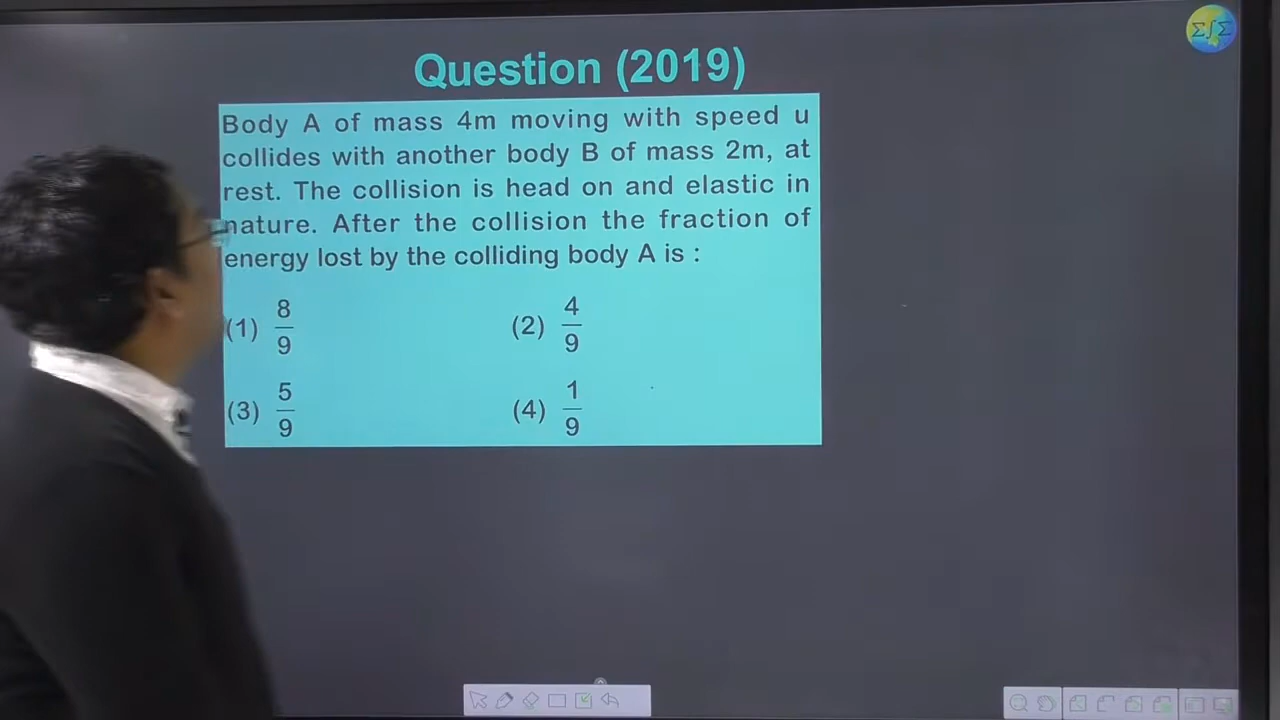 Question (2019)
Body A of mass 4m moving with speed u
collides with another body B of mass 2m, at
rest. The collision is head on and elastic in
nature. After the collision the fraction of
energy lost by the colliding body A is :
(1) 8/9 (2) 4/9
(3) 5/9 (4) 1/9
Σ∫Σ